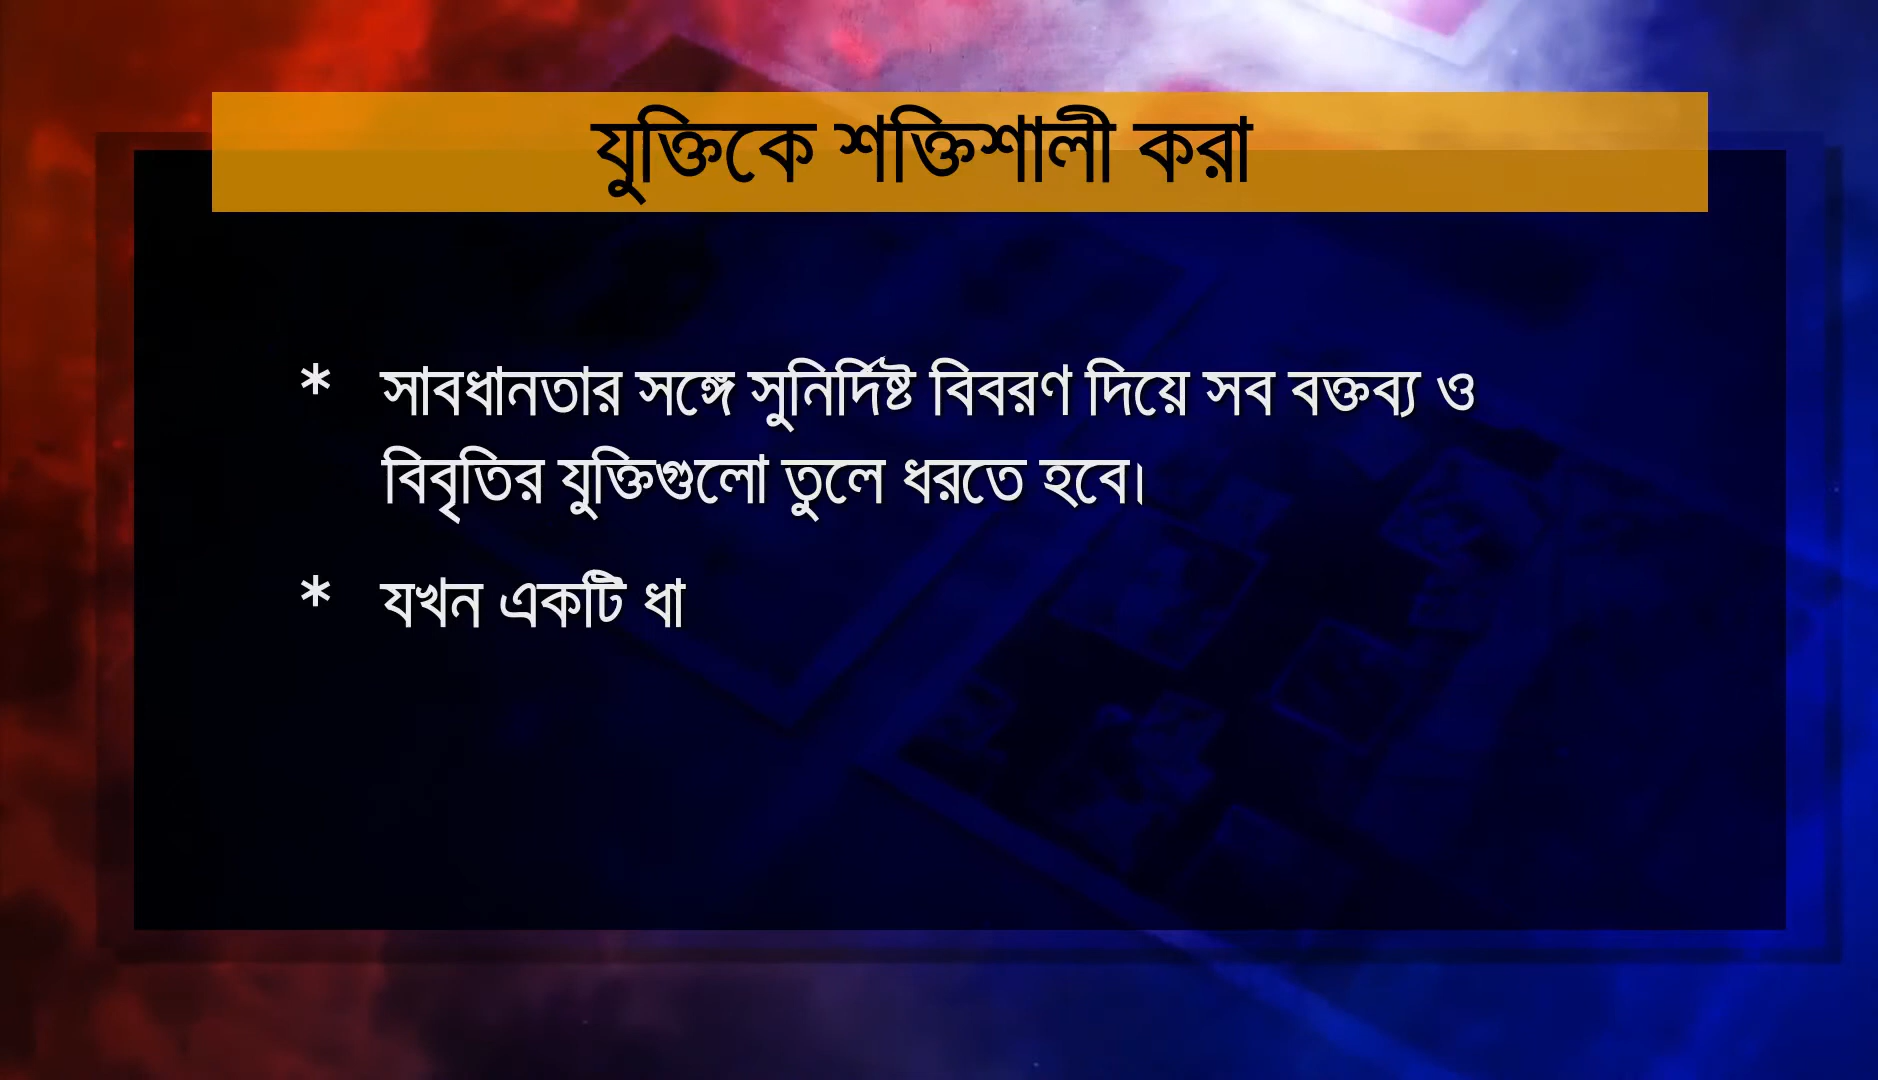 যুক্তিকে শক্তিশালী করা
* সাবধানতার সঙ্গে সুনির্দিষ্ট বিবরণ দিয়ে সব বক্তব্য ও
বিবৃতির যুক্তিগুলো তুলে ধরতে হবে।
* যখন একটি ধা